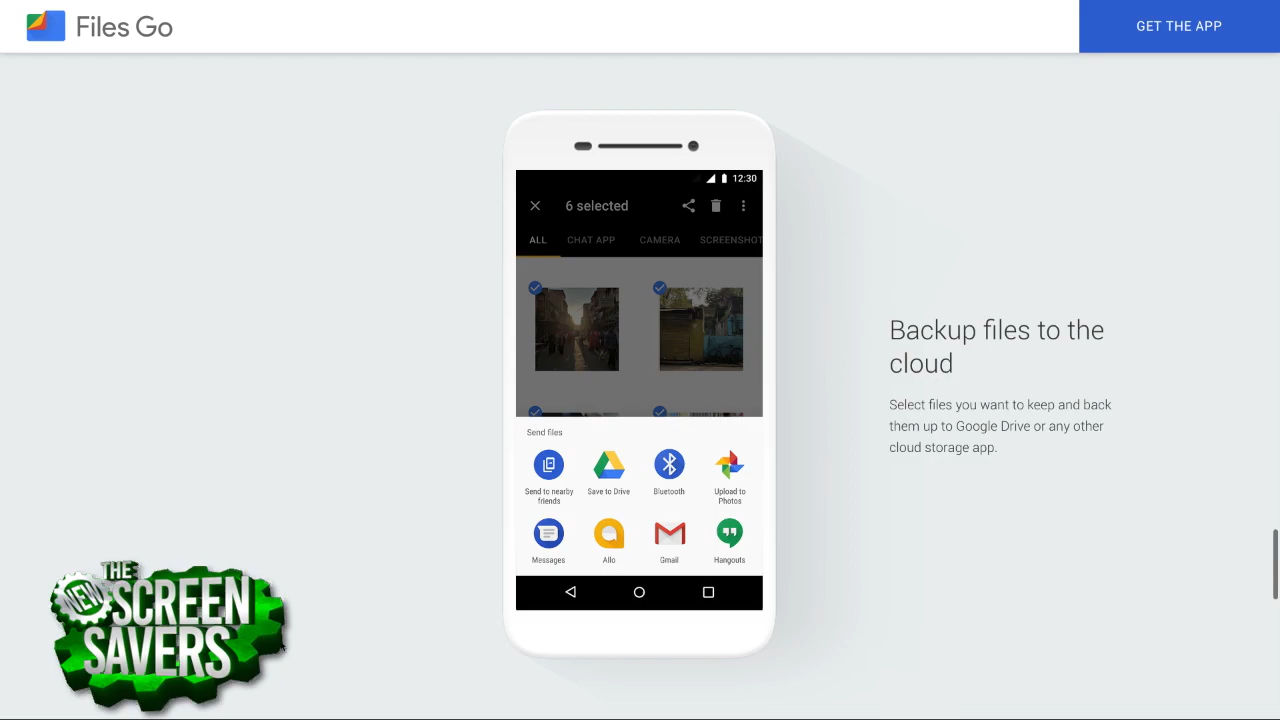 Files Go
GET THE APP
12:30
6 selected
ALL CHAT APP CAMERA SCREENSHOT
Backup files to the
cloud
Select files you want to keep and back
them up to Google Drive or any other
cloud storage app.
Send files
Send to nearby
friends
Save to Drive
Bluetooth
Upload to
Photos
Messages
Allo
Gmail
Hangouts
THE
NEW
SCREEN
SAVERS